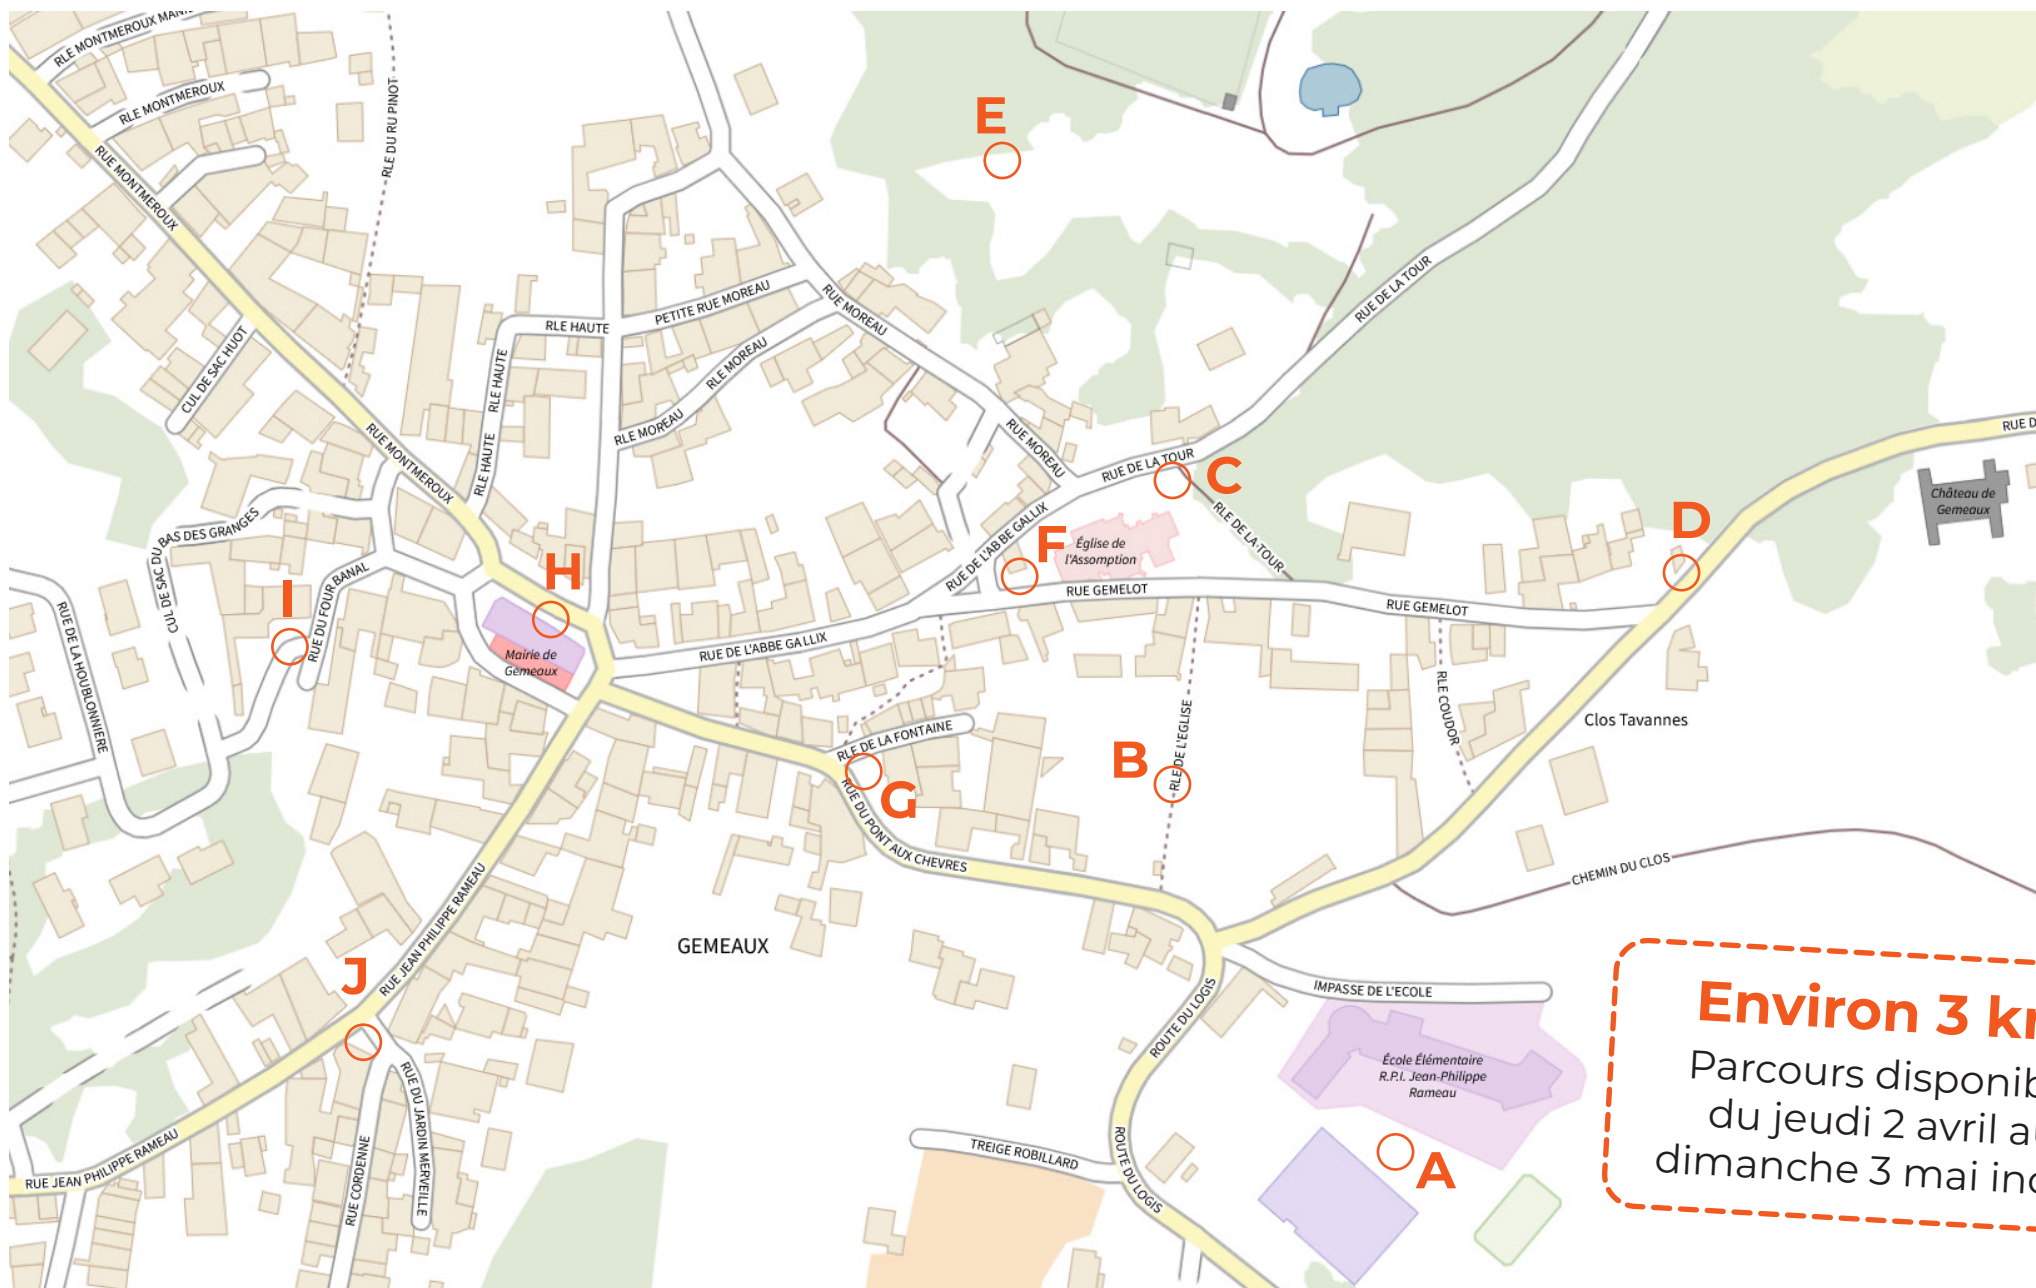 RLE MONTMEROUX
RLE MONTMEROUX
RUE MONTMEROUX
RLE DU RU PINOT
E
CUL DE SAC HUOT
RUE MONTMEROUX
RLE HAUTE
RLE HAUTE
RLE HAUTE
PETITE RUE MOREAU
RLE MOREAU
RLE MOREAU
RUE MOREAU
RUE MOREAU
RUE DE LA TOUR
RUE DE LA TOUR
C
RLE DE LA TOUR
RUE D
Château de
Gemeaux
D
CUL DE SAC DU BAS DES GRANGES
RUE DU FOUR BANAL
I
H
Mairie de
Gemeaux
RUE DE LA HOUBLONNIERE
RUE DE L'ABBE GALLIX
RUE DE L'ABBE GALLIX
F
Église de
l'Assomption
RUE GEMELOT
RUE GEMELOT
RLE COUDOR
Clos Tavannes
RLE DE L'EGLISE
B
RLE DE LA FONTAINE
G
RUE DU PONT AUX CHEVRES
CHEMIN DU CLOS
RUE JEAN PHILIPPE RAMEAU
GEMEAUX
J
RUE JEAN PHILIPPE RAMEAU
RUE DU JARDIN MERVEILLE
RUE CORDENNE
ROUTE DU LOGIS
IMPASSE DE L'ECOLE
École Élémentaire
R.P.I. Jean-Philippe
Rameau
TREIGE ROBILLARD
ROUTE DU LOGIS
A
Environ 3 k
Parcours disponib
du jeudi 2 avril a
dimanche 3 mai in